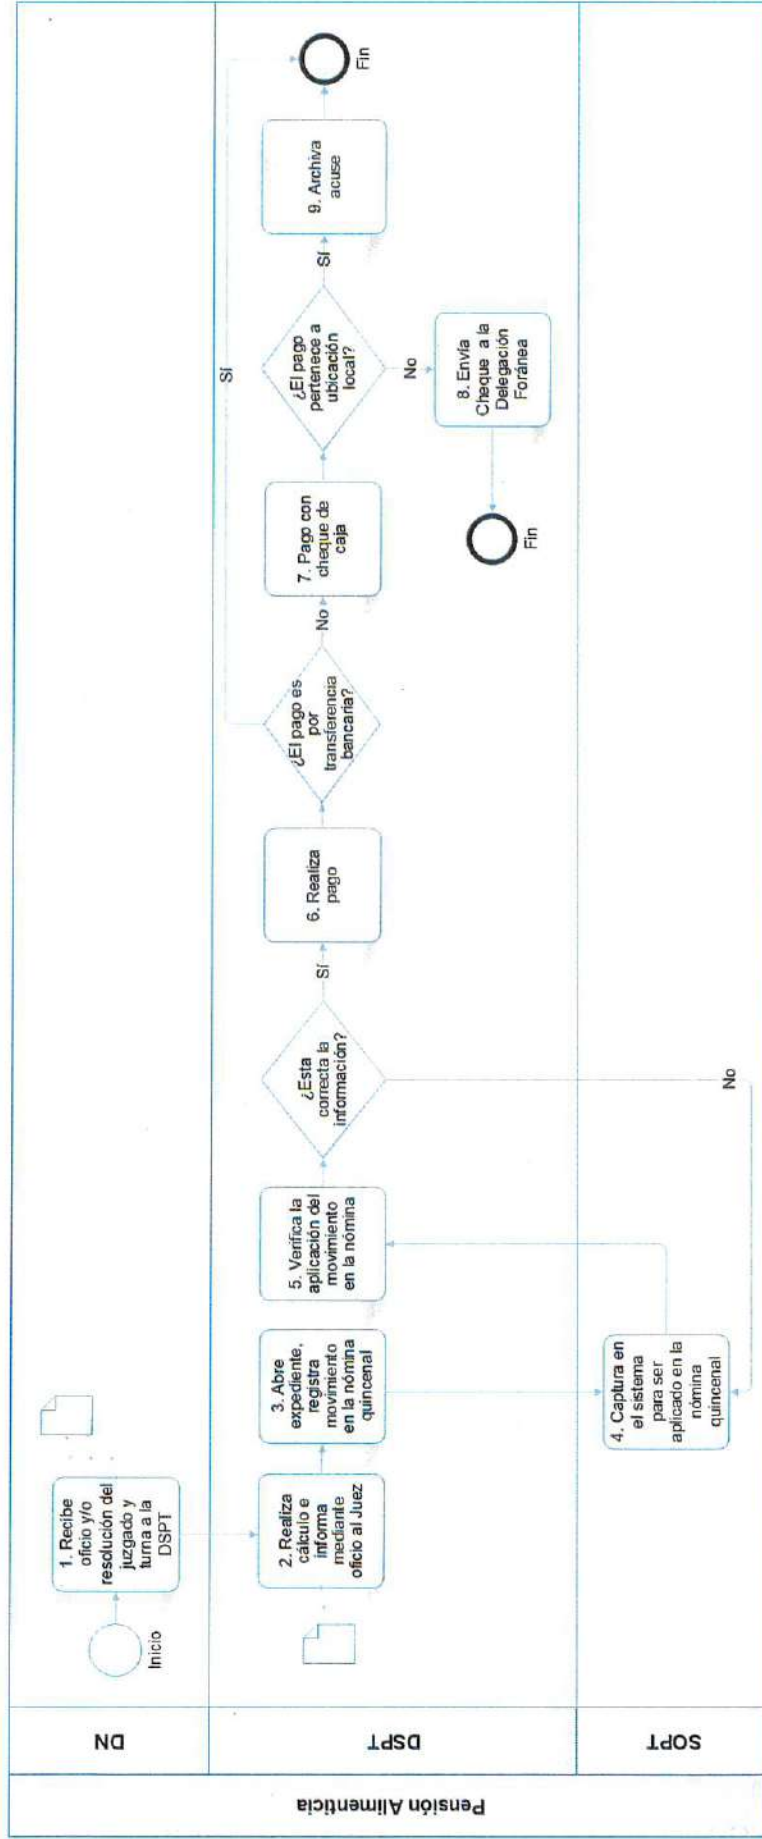 Pensión Alimenticia
DN
DSPT
SOPT
Inicio
1. Recibe
oficio y/o
resolución del
juzgado y
turna a la
DSPT
2. Realiza
cálculo e
informa
mediante
oficio al Juez
3. Abre
expediente,
registra
movimiento
en la nómina
quincenal
4. Captura en
el sistema
para ser
aplicado en la
nómina
quincenal
5. Verifica la
aplicación del
movimiento
en la nómina
¿Esta
correcta la
información?
Sí
No
6. Realiza
pago
¿El pago es
por
transferencia
bancaria?
Sí
No
7. Pago con
cheque de
caja
¿El pago
pertenece a
ubicación
local?
Sí
No
8. Envía
Cheque a la
Delegación
Foránea
Fin
9. Archiva
acuse
Fin